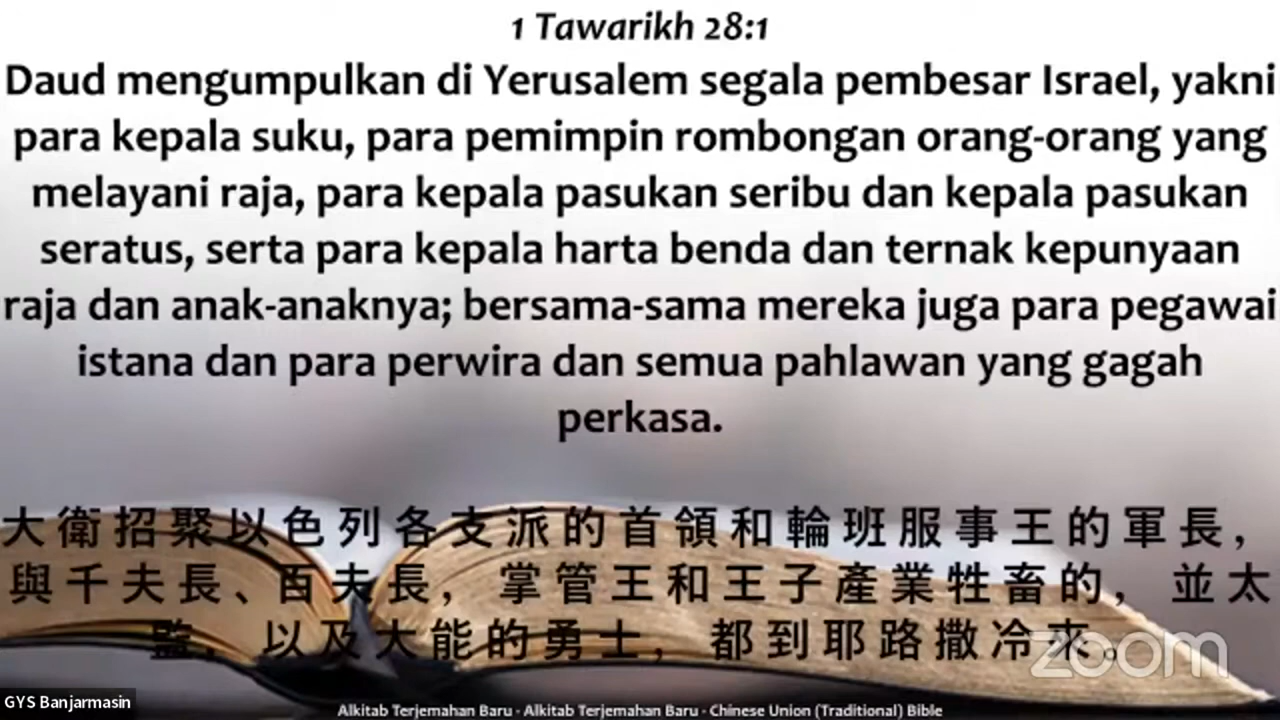 1 Tawarikh 28:1
Daud mengumpulkan di Yerusalem segala pembesar Israel, yakni
para kepala suku, para pemimpin rombongan orang-orang yang
melayani raja, para kepala pasukan seribu dan kepala pasukan
seratus, serta para kepala harta benda dan ternak kepunyaan
raja dan anak-anaknya; bersama-sama mereka juga para pegawai
istana dan para perwira dan semua pahlawan yang gagah
perkasa.
大衛招聚以色列各支派的首領和輪班服事王的軍長，
與千夫長、百夫長，掌管王和王子產業牲畜的，並太
監，以及大能的勇士，都到耶路撒冷來。
zoom
GYS Banjarmasin
Alkitab Terjemahan Baru - Alkitab Terjemahan Baru - Chinese Union (Traditional) Bible